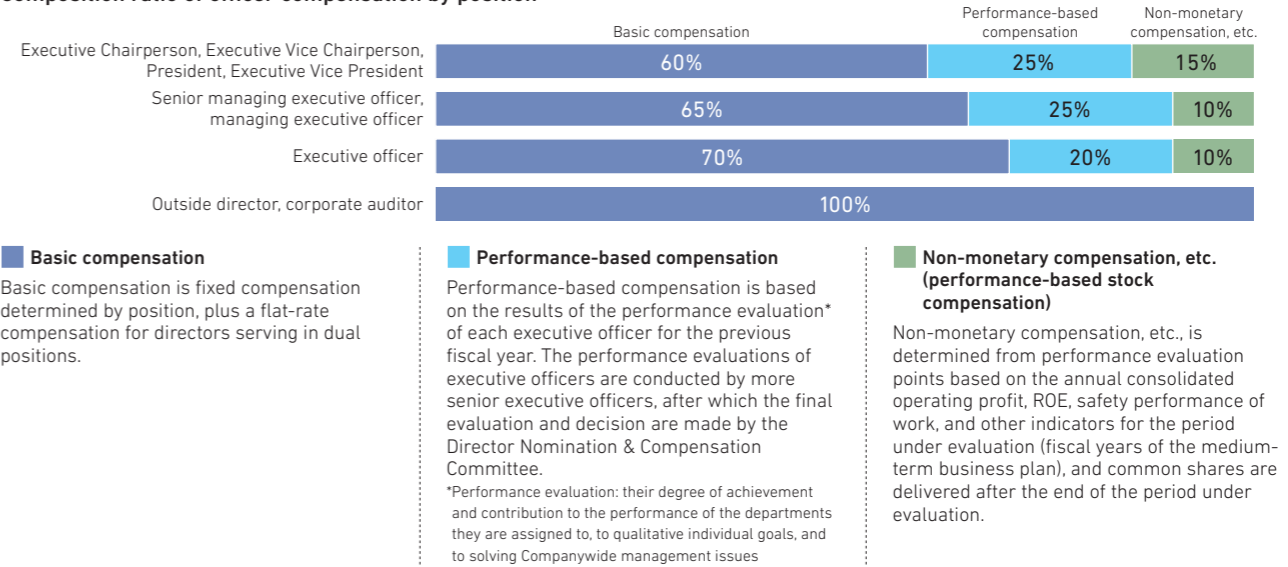 Composition ratio of officer compensation by position
Basic compensation
Performance-based
compensation
Non-monetary
compensation, etc.
Executive Chairperson, Executive Vice Chairperson,
President, Executive Vice President
60%
25%
15%
Senior managing executive officer,
managing executive officer
65%
25%
10%
Executive officer
70%
20%
10%
Outside director, corporate auditor
100%
Basic compensation
Basic compensation is fixed compensation
determined by position, plus a flat-rate
compensation for directors serving in dual
positions.
Performance-based compensation
Performance-based compensation is based
on the results of the performance evaluation*
of each executive officer for the previous
fiscal year. The performance evaluations of
executive officers are conducted by more
senior executive officers, after which the final
evaluation and decision are made by the
Director Nomination & Compensation
Committee.
*Performance evaluation: their degree of achievement
and contribution to the performance of the departments
they are assigned to, to qualitative individual goals, and
to solving Companywide management issues
Non-monetary compensation, etc.
(performance-based stock
compensation)
Non-monetary compensation, etc., is
determined from performance evaluation
points based on the annual consolidated
operating profit, ROE, safety performance of
work, and other indicators for the period
under evaluation (fiscal years of the medium-
term business plan), and common shares are
delivered after the end of the period under
evaluation.